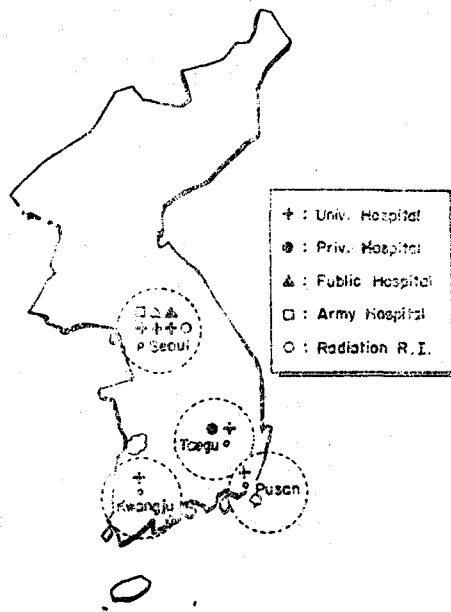 + : Univ. Hospital
● : Priv. Hospital
▲ : Public Hospital
□ : Army Hospital
○ : Radiation R.I.
Seoul
Taegu
Kwangju
Pusan